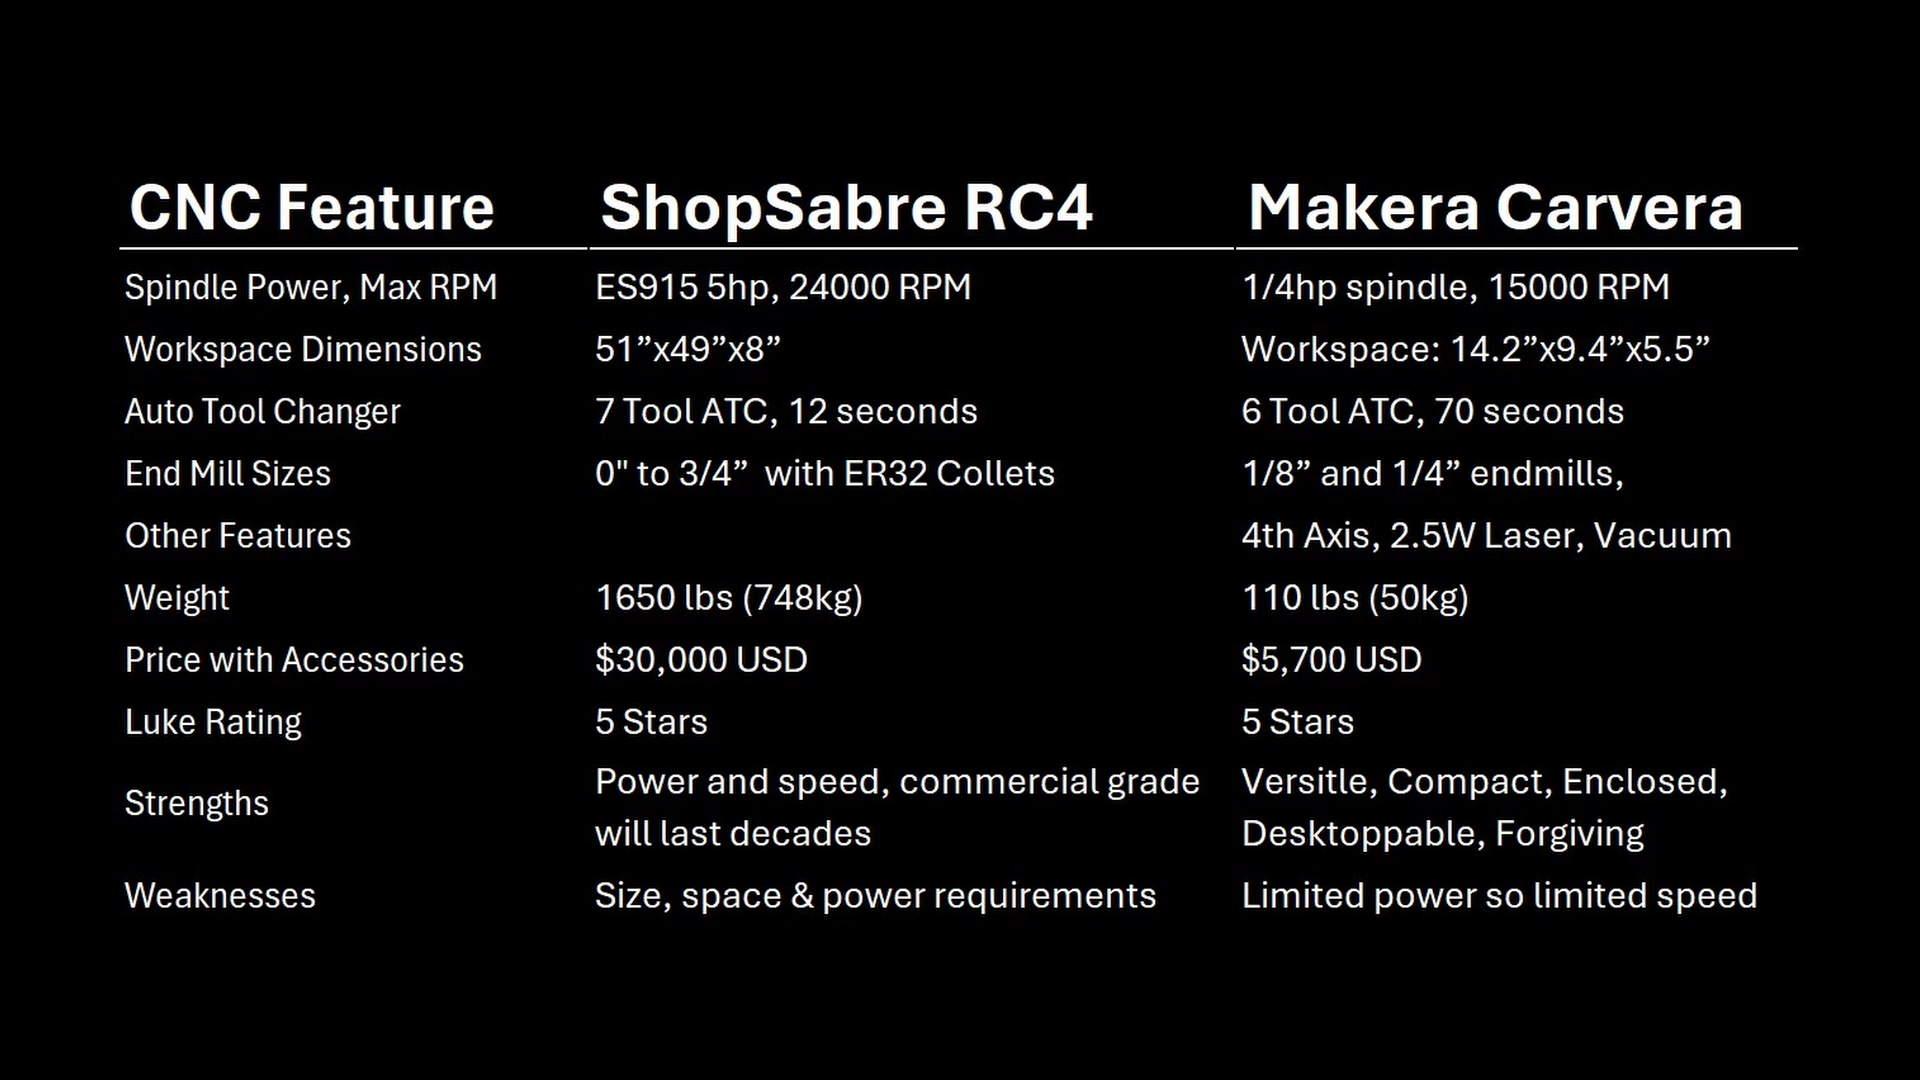 CNC Feature ShopSabre RC4 Makera Carvera
Spindle Power, Max RPM ES915 5hp, 24000 RPM 1/4hp spindle, 15000 RPM
Workspace Dimensions 51”x49”x8” Workspace: 14.2”x9.4”x5.5”
Auto Tool Changer 7 Tool ATC, 12 seconds 6 Tool ATC, 70 seconds
End Mill Sizes 0" to 3/4”  with ER32 Collets 1/8” and 1/4” endmills,
Other Features 4th Axis, 2.5W Laser, Vacuum
Weight 1650 lbs (748kg) 110 lbs (50kg)
Price with Accessories $30,000 USD $5,700 USD
Luke Rating 5 Stars 5 Stars
Strengths
Power and speed, commercial grade
will last decades
Versitle, Compact, Enclosed,
Desktoppable, Forgiving
Weaknesses Size, space & power requirements Limited power so limited speed